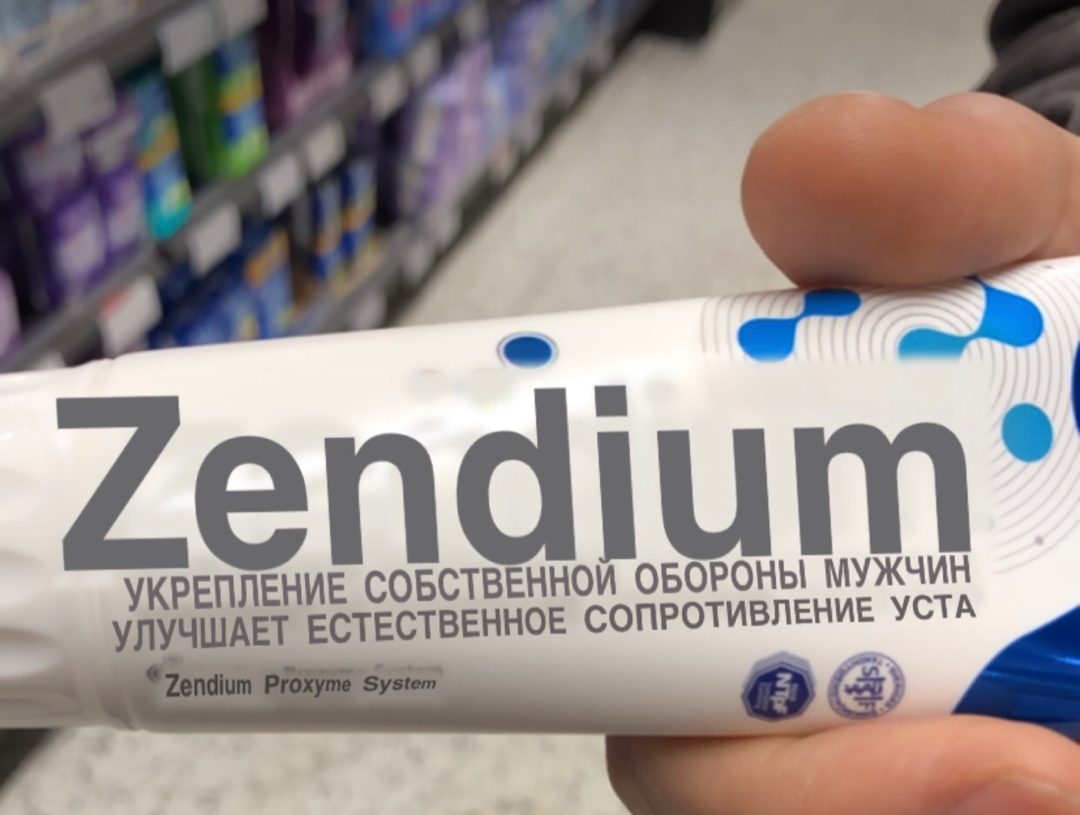 Zendium
УКРЕПЛЕНИЕ СОБСТВЕННОЙ ОБОРОНЫ МУЖЧИН
УЛУЧШАЕТ ЕСТЕСТВЕННОЕ СОПРОТИВЛЕНИЕ УСТА
Zendium Proxyme System